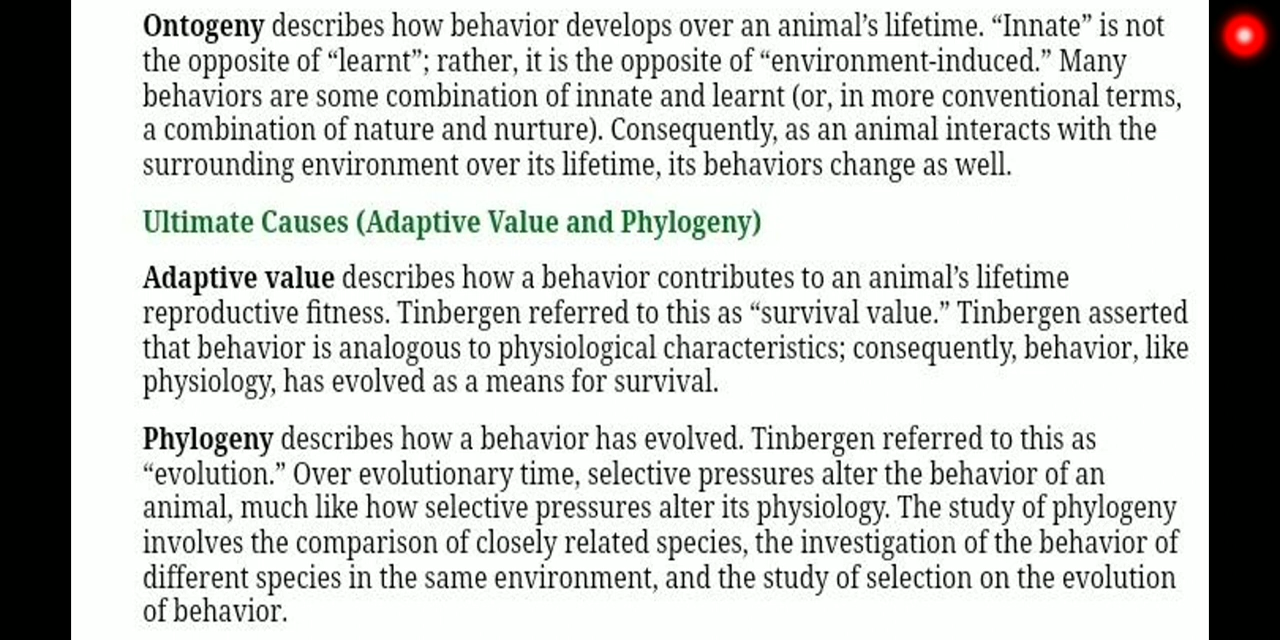 Ontogeny describes how behavior develops over an animal’s lifetime. “Innate” is not
the opposite of “learnt”; rather, it is the opposite of “environment-induced.” Many
behaviors are some combination of innate and learnt (or, in more conventional terms,
a combination of nature and nurture). Consequently, as an animal interacts with the
surrounding environment over its lifetime, its behaviors change as well.
Ultimate Causes (Adaptive Value and Phylogeny)
Adaptive value describes how a behavior contributes to an animal’s lifetime
reproductive fitness. Tinbergen referred to this as “survival value.” Tinbergen asserted
that behavior is analogous to physiological characteristics; consequently, behavior, like
physiology, has evolved as a means for survival.
Phylogeny describes how a behavior has evolved. Tinbergen referred to this as
“evolution.” Over evolutionary time, selective pressures alter the behavior of an
animal, much like how selective pressures alter its physiology. The study of phylogeny
involves the comparison of closely related species, the investigation of the behavior of
different species in the same environment, and the study of selection on the evolution
of behavior.